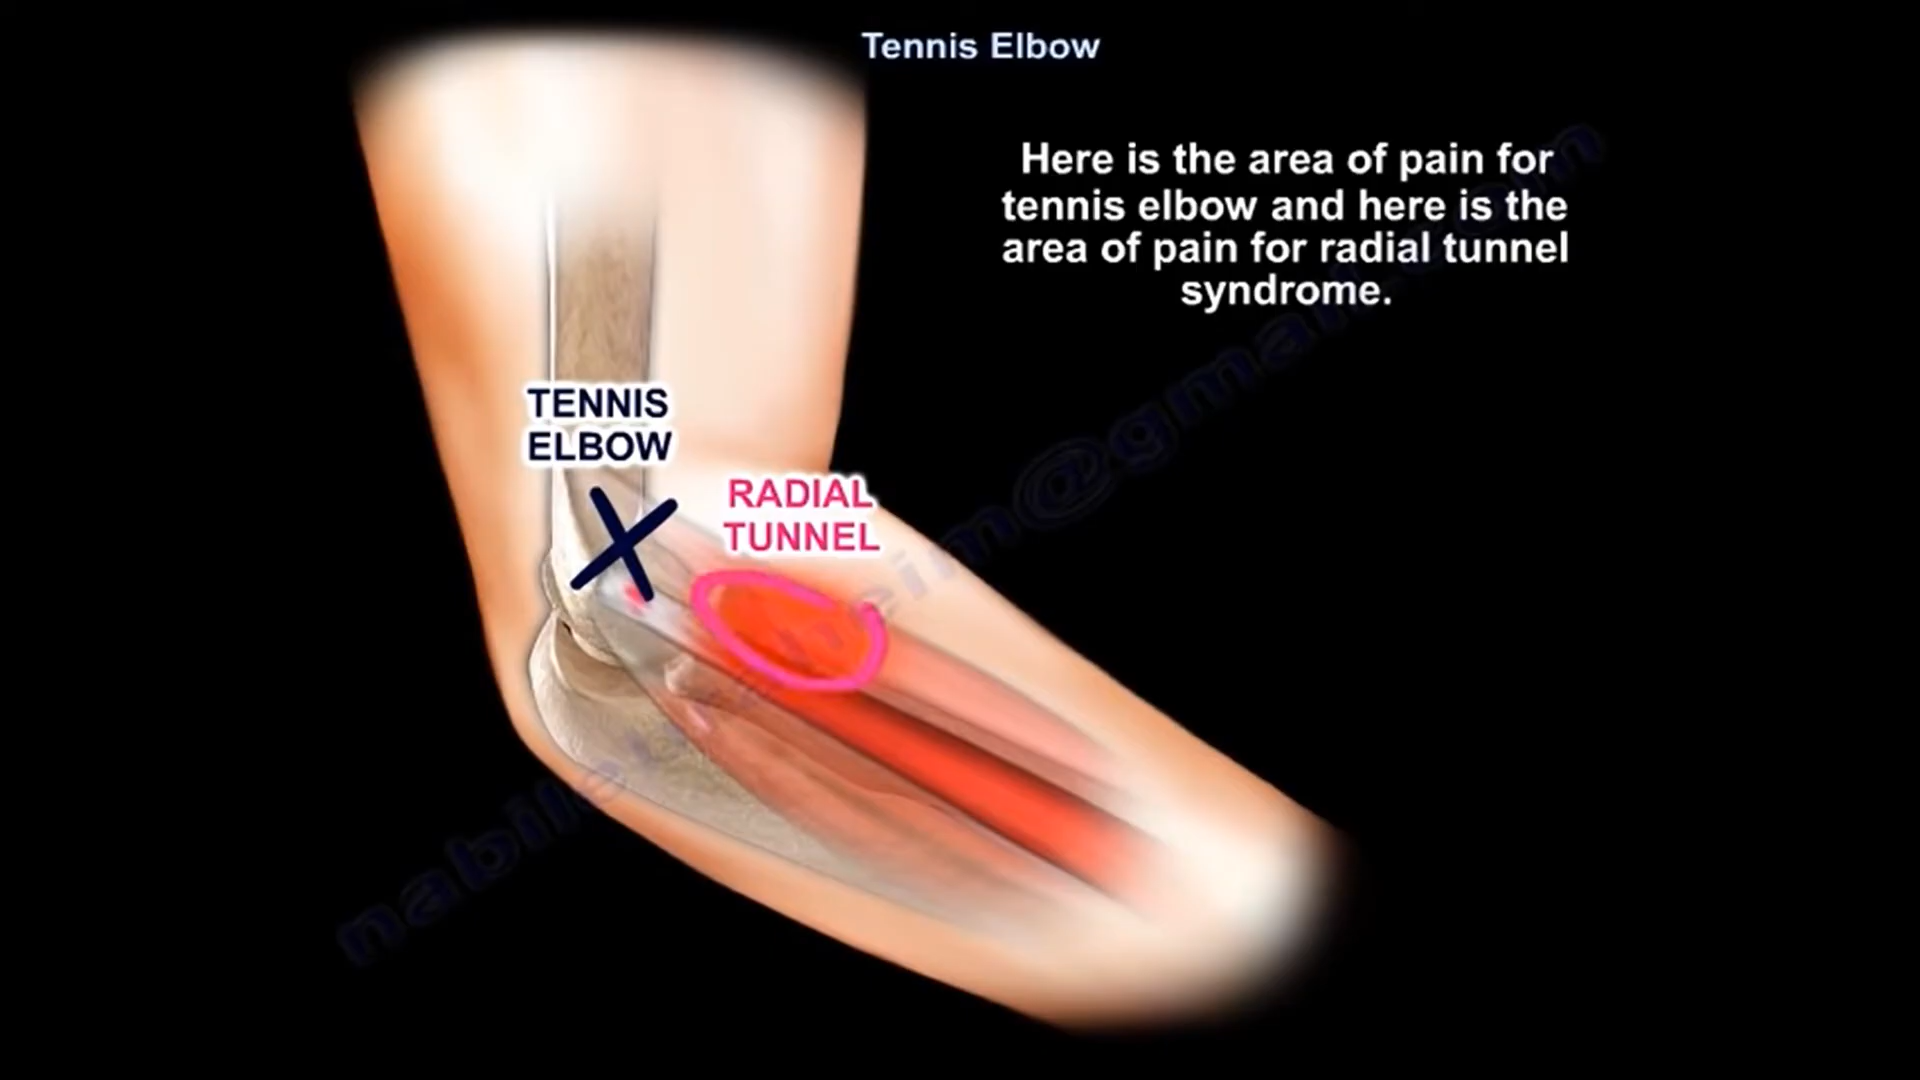 Tennis Elbow
Here is the area of pain for
tennis elbow and here is the
area of pain for radial tunnel
syndrome.
TENNIS
ELBOW
RADIAL
TUNNEL